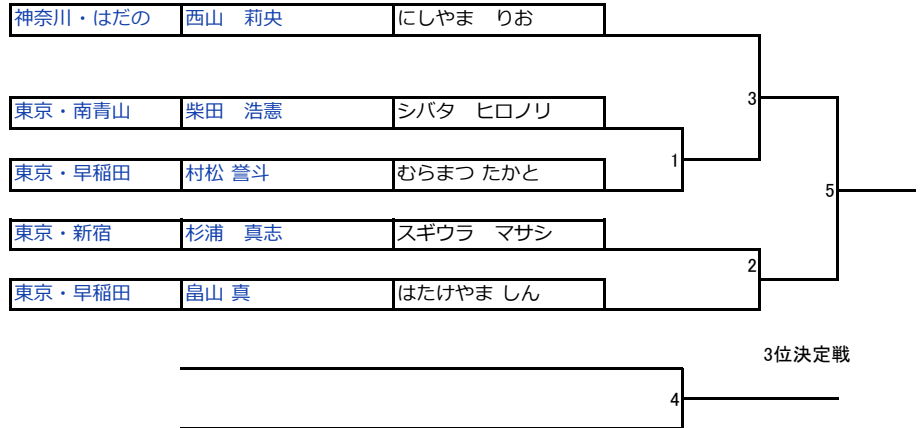 神奈川・はだの 西山　莉央 にしやま　りお
3
東京・南青山 柴田　浩憲 シバタ　ヒロノリ
1
東京・早稲田 村松 誉斗 むらまつ たかと
5
東京・新宿 杉浦　真志 スギウラ　マサシ
2
東京・早稲田 畠山 真 はたけやま しん
3位決定戦
4